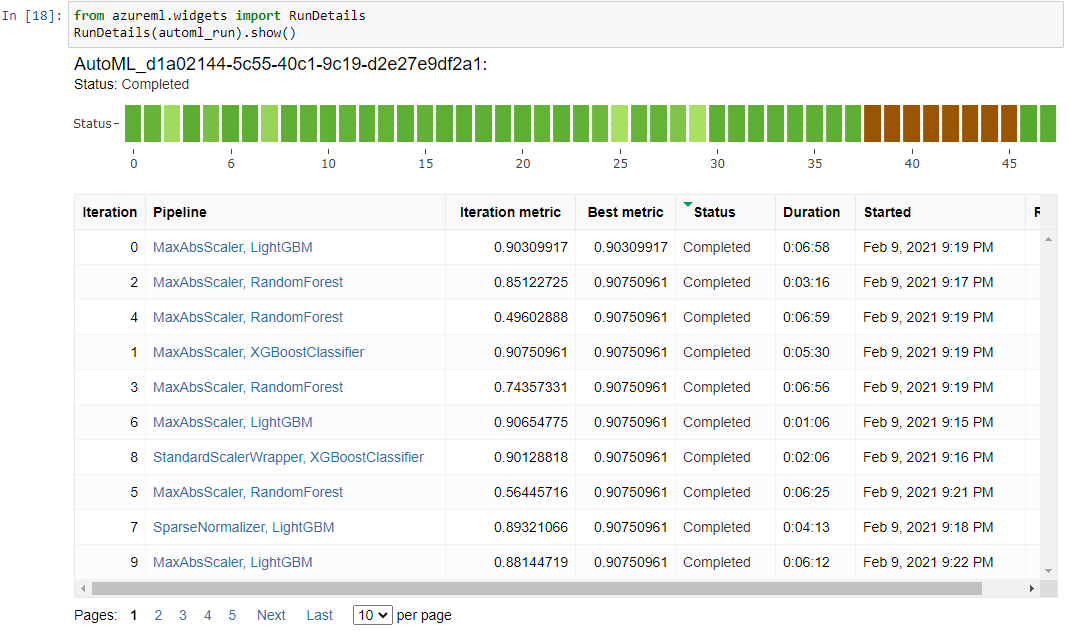 In [18]: from azureml.widgets import RunDetails
RunDetails(automl_run).show()
AutoML_d1a02144-5c55-40c1-9c19-d2e27e9df2a1:
Status: Completed
Status
0 6 10 15 20 25 30 35 40 45
Iteration Pipeline Iteration metric Best metric Status Duration Started R
0 MaxAbsScaler, LightGBM 0.90309917 0.90309917 Completed 0:06:58 Feb 9, 2021 9:19 PM
2 MaxAbsScaler, RandomForest 0.85122725 0.90750961 Completed 0:03:16 Feb 9, 2021 9:17 PM
4 MaxAbsScaler, RandomForest 0.49602888 0.90750961 Completed 0:06:59 Feb 9, 2021 9:19 PM
1 MaxAbsScaler, XGBoostClassifier 0.90750961 0.90750961 Completed 0:05:30 Feb 9, 2021 9:19 PM
3 MaxAbsScaler, RandomForest 0.74357331 0.90750961 Completed 0:06:56 Feb 9, 2021 9:19 PM
6 MaxAbsScaler, LightGBM 0.90654775 0.90750961 Completed 0:01:06 Feb 9, 2021 9:15 PM
8 StandardScalerWrapper, XGBoostClassifier 0.90128818 0.90750961 Completed 0:02:06 Feb 9, 2021 9:16 PM
5 MaxAbsScaler, RandomForest 0.56445716 0.90750961 Completed 0:06:25 Feb 9, 2021 9:21 PM
7 SparseNormalizer, LightGBM 0.89321066 0.90750961 Completed 0:04:13 Feb 9, 2021 9:18 PM
9 MaxAbsScaler, LightGBM 0.88144719 0.90750961 Completed 0:06:12 Feb 9, 2021 9:22 PM
Pages: 1 2 3 4 5 Next Last 10 per page